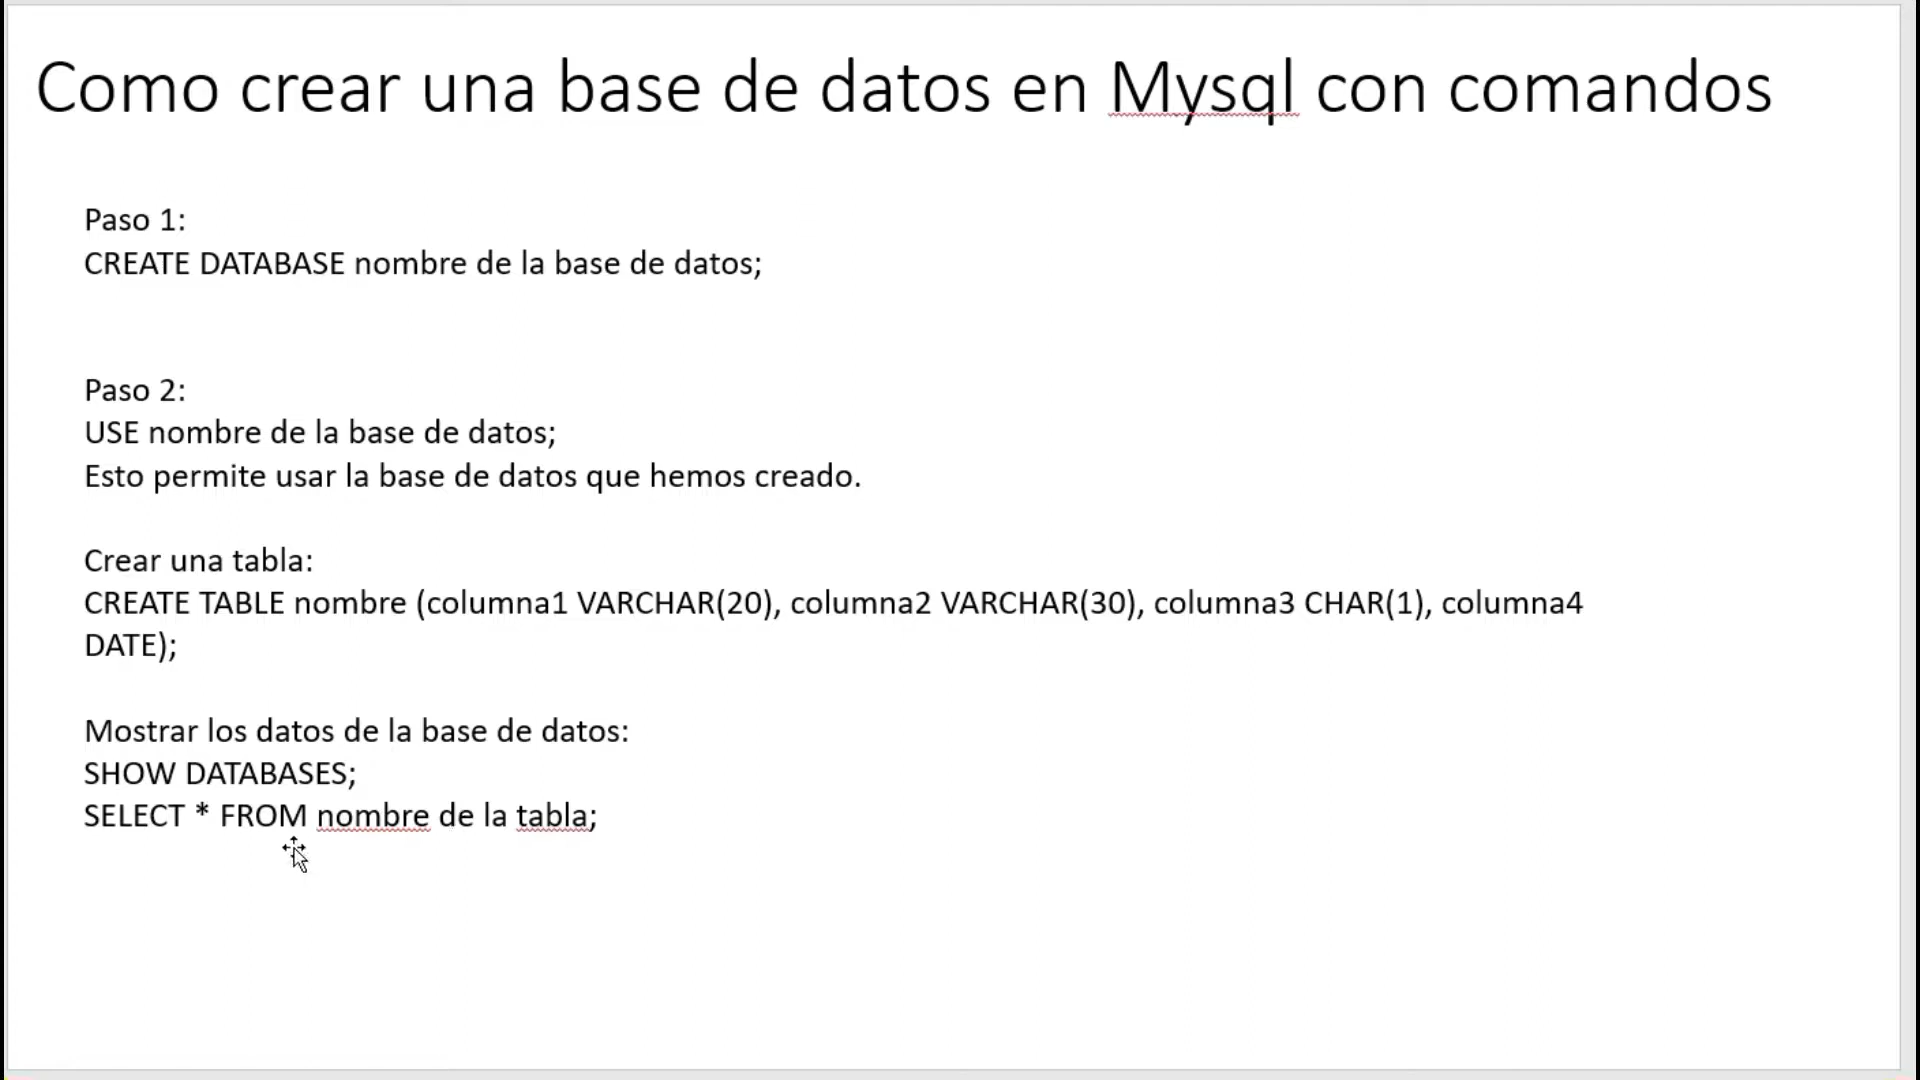 Como crear una base de datos en Mysql con comandos
Paso 1:
CREATE DATABASE nombre de la base de datos;
Paso 2:
USE nombre de la base de datos;
Esto permite usar la base de datos que hemos creado.
Crear una tabla:
CREATE TABLE nombre (columna1 VARCHAR(20), columna2 VARCHAR(30), columna3 CHAR(1), columna4
DATE);
Mostrar los datos de la base de datos:
SHOW DATABASES;
SELECT * FROM nombre de la tabla;